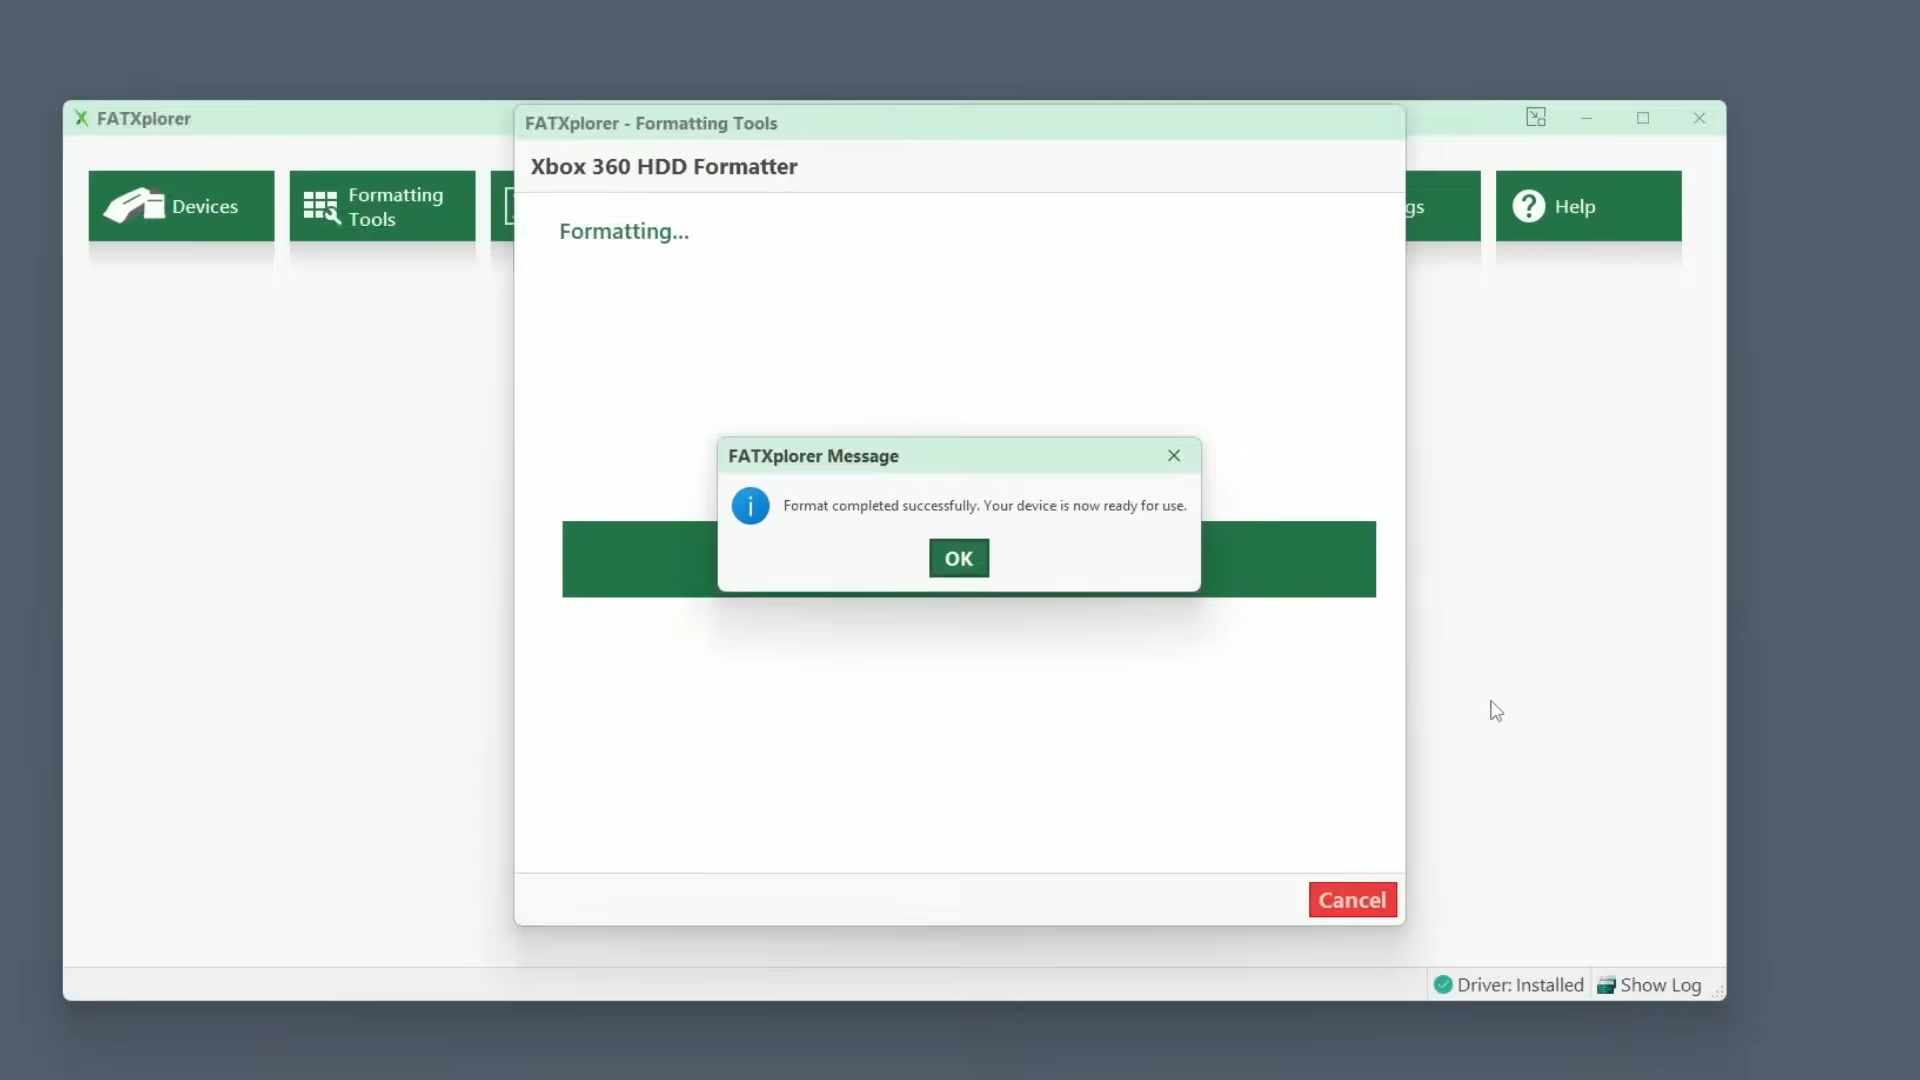 FATXplorer
FATXplorer - Formatting Tools
Xbox 360 HDD Formatter
Devices
Formatting
Tools
gs
Help
Formatting...
FATXplorer Message
Format completed successfully. Your device is now ready for use.
OK
Cancel
Driver: Installed
Show Log